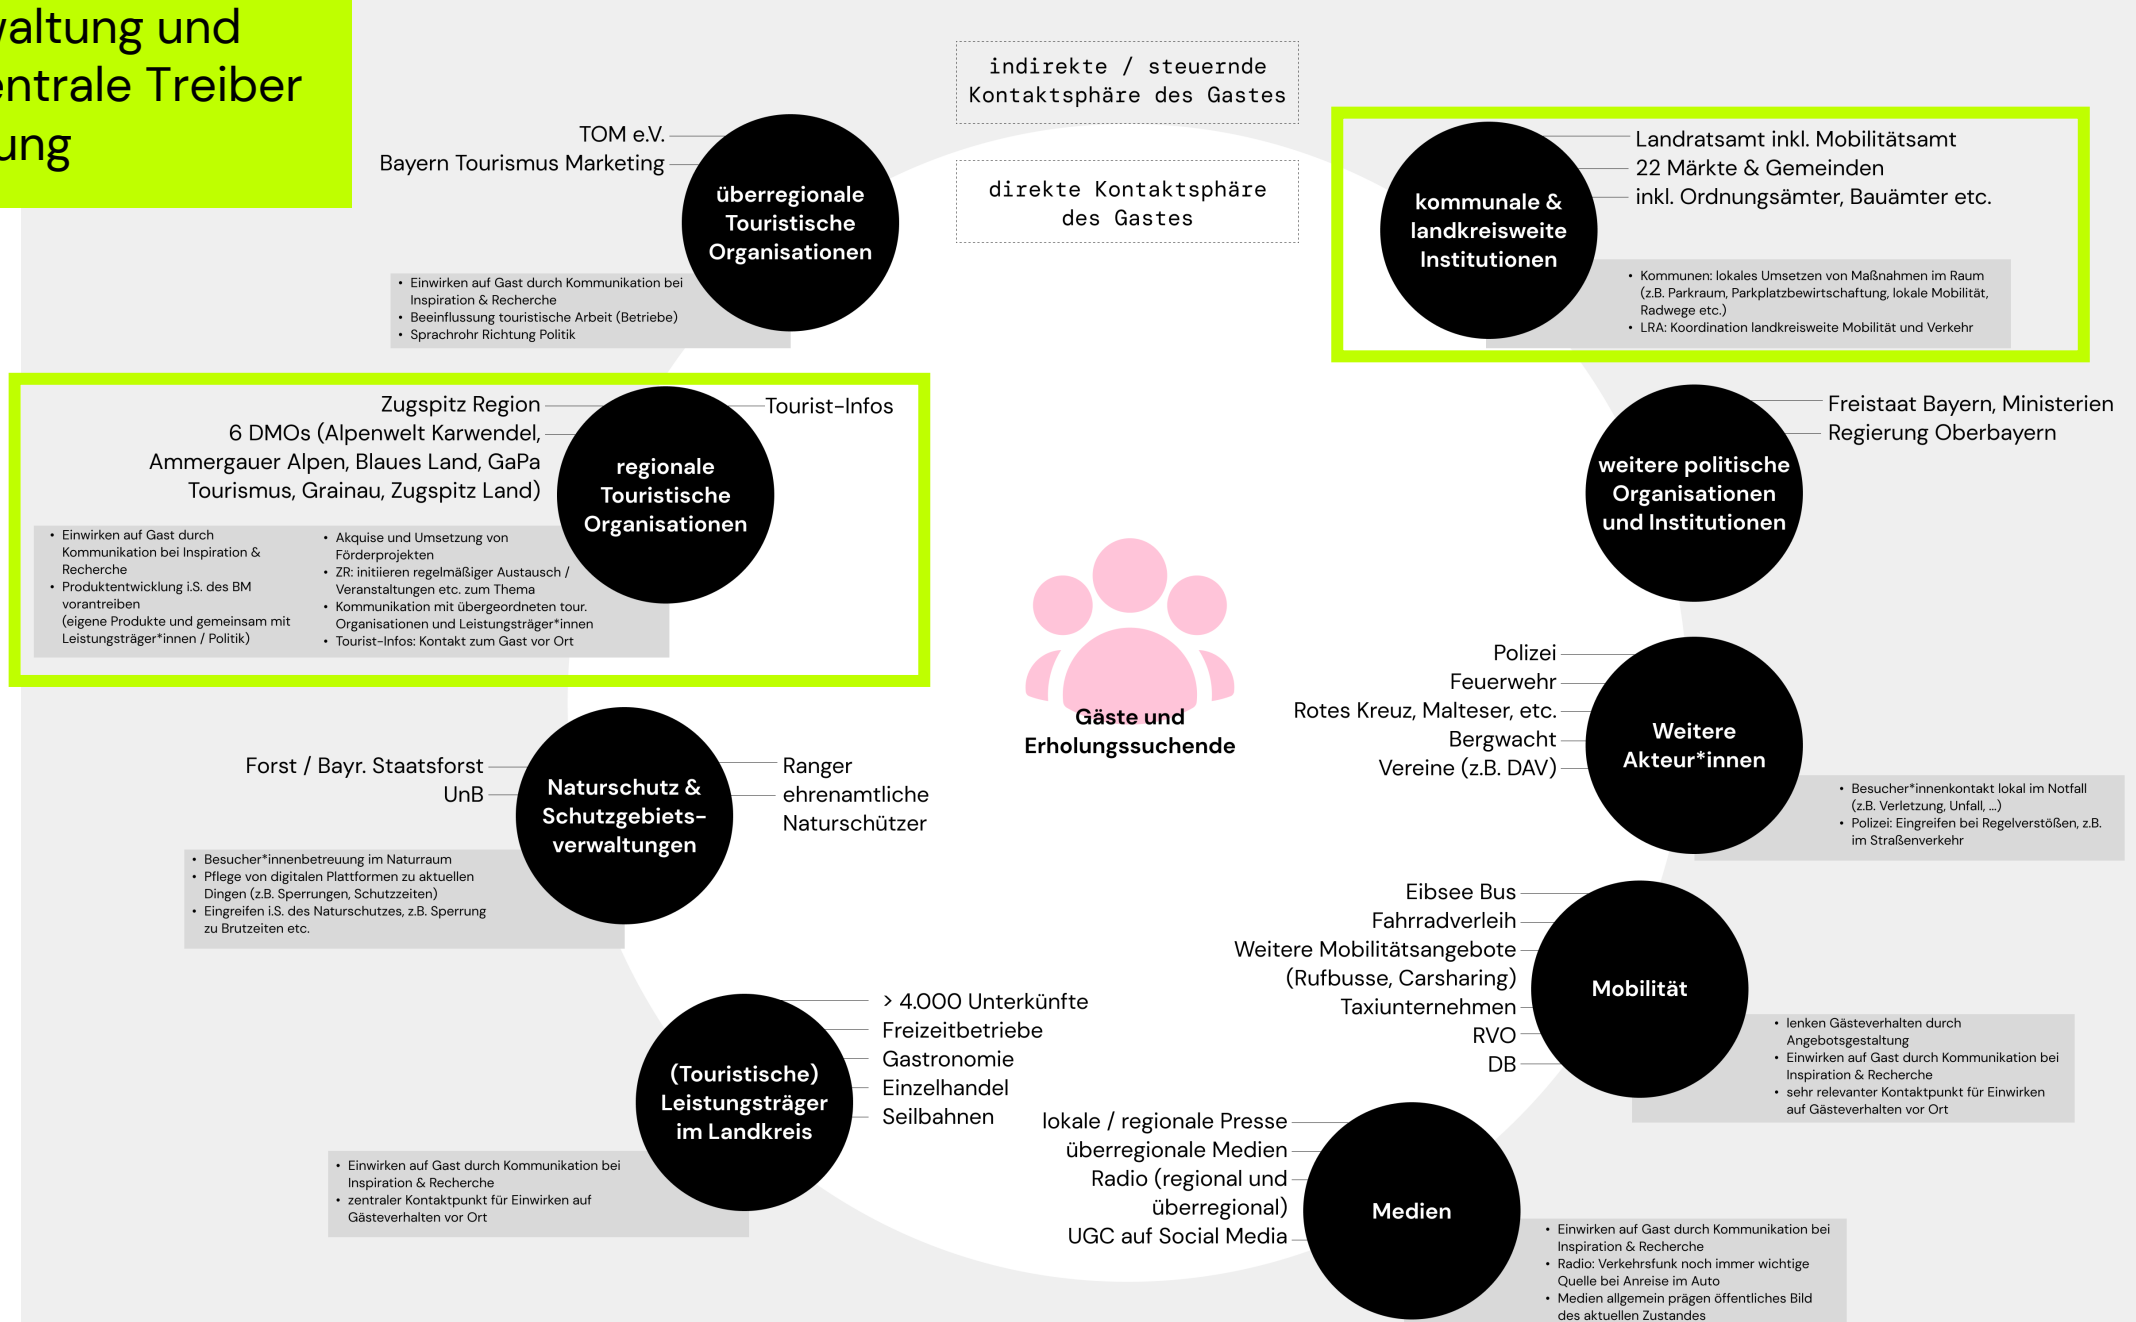 waltung und
entrale Treiber
ung
indirekte / steuernde
Kontaktsphäre des Gastes
direkte Kontaktsphäre
des Gastes
TOM e.V.
Bayern Tourismus Marketing
überregionale
Touristische
Organisationen
• Einwirken auf Gast durch Kommunikation bei
Inspiration & Recherche
• Beeinflussung touristische Arbeit (Betriebe)
• Sprachrohr Richtung Politik
kommunale &
landkreisweite
Institutionen
Landratsamt inkl. Mobilitätsamt
22 Märkte & Gemeinden
inkl. Ordnungsämter, Bauämter etc.
• Kommunen: lokales Umsetzen von Maßnahmen im Raum
(z.B. Parkraum, Parkplatzbewirtschaftung, lokale Mobilität,
Radwege etc.)
• LRA: Koordination landkreisweite Mobilität und Verkehr
Zugspitz Region
6 DMOs (Alpenwelt Karwendel,
Ammergauer Alpen, Blaues Land, GaPa
Tourismus, Grainau, Zugspitz Land)
Tourist-Infos
regionale
Touristische
Organisationen
• Einwirken auf Gast durch
Kommunikation bei Inspiration &
Recherche
• Produktentwicklung i.S. des BM
vorantreiben
(eigene Produkte und gemeinsam mit
Leistungsträger*innen / Politik)
• Akquise und Umsetzung von
Förderprojekten
• ZR: initiieren regelmäßiger Austausch /
Veranstaltungen etc. zum Thema
• Kommunikation mit übergeordneten tour.
Organisationen und Leistungsträger*innen
• Tourist-Infos: Kontakt zum Gast vor Ort
weitere politische
Organisationen
und Institutionen
Freistaat Bayern, Ministerien
Regierung Oberbayern
Gäste und
Erholungssuchende
Polizei
Feuerwehr
Rotes Kreuz, Malteser, etc.
Bergwacht
Vereine (z.B. DAV)
Weitere
Akteur*innen
• Besucher*innenkontakt lokal im Notfall
(z.B. Verletzung, Unfall, ...)
• Polizei: Eingreifen bei Regelverstößen, z.B.
im Straßenverkehr
Forst / Bayr. Staatsforst
UnB
Naturschutz &
Schutzgebiets-
verwaltungen
Ranger
ehrenamtliche
Naturschützer
• Besucher*innenbetreuung im Naturraum
• Pflege von digitalen Plattformen zu aktuellen
Dingen (z.B. Sperrungen, Schutzzeiten)
• Eingreifen i.S. des Naturschutzes, z.B. Sperrung
zu Brutzeiten etc.
Eibsee Bus
Fahrradverleih
Weitere Mobilitätsangebote
(Rufbusse, Carsharing)
Taxiunternehmen
RVO
DB
Mobilität
• lenken Gästeverhalten durch
Angebotsgestaltung
• Einwirken auf Gast durch Kommunikation bei
Inspiration & Recherche
• sehr relevanter Kontaktpunkt für Einwirken
auf Gästeverhalten vor Ort
(Touristische)
Leistungsträger
im Landkreis
> 4.000 Unterkünfte
Freizeitbetriebe
Gastronomie
Einzelhandel
Seilbahnen
• Einwirken auf Gast durch Kommunikation bei
Inspiration & Recherche
• zentraler Kontaktpunkt für Einwirken auf
Gästeverhalten vor Ort
lokale / regionale Presse
überregionale Medien
Radio (regional und
überregional)
UGC auf Social Media
Medien
• Einwirken auf Gast durch Kommunikation bei
Inspiration & Recherche
• Radio: Verkehrsfunk noch immer wichtige
Quelle bei Anreise im Auto
• Medien allgemein prägen öffentliches Bild
des aktuellen Zustandes